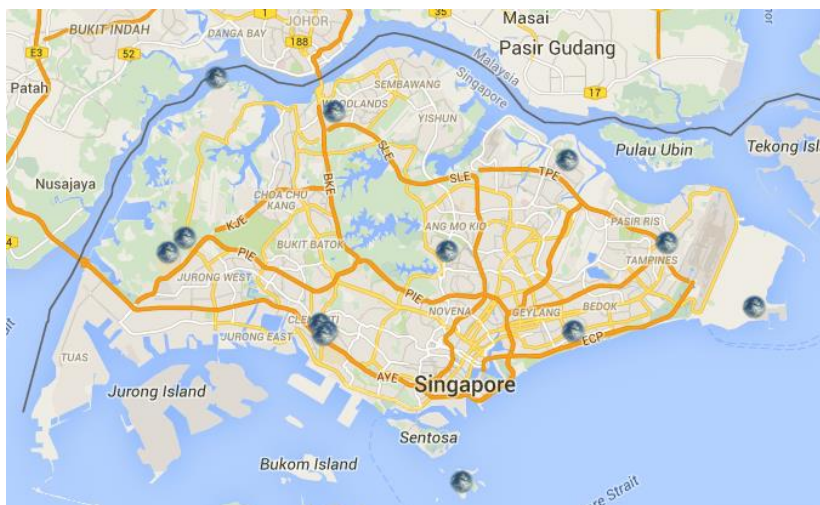 1
35
JOHOR
Masai
BUKIT INDAH
DANGA BAY
188
Pasir Gudang
E3
52
Malaysia
Singapore
SEMBAWANG
17
Patah
WOODLANDS
YISHUN
Pulau Ubin
Tekong Isl
SLE
SLE
TPE
Nusajaya
BKE
CHOA CHU
KANG
KJE
PASIR RIS
ANG MO KIO
4
BUKIT BATOK
PIE
TAMPINES
JURONG WEST
PIE
NOVENA
GEYLANG
BEDOK
JURONG EAST
ECP
TUAS
AYE
Singapore
Jurong Island
Sentosa
Bukom Island
re Strait